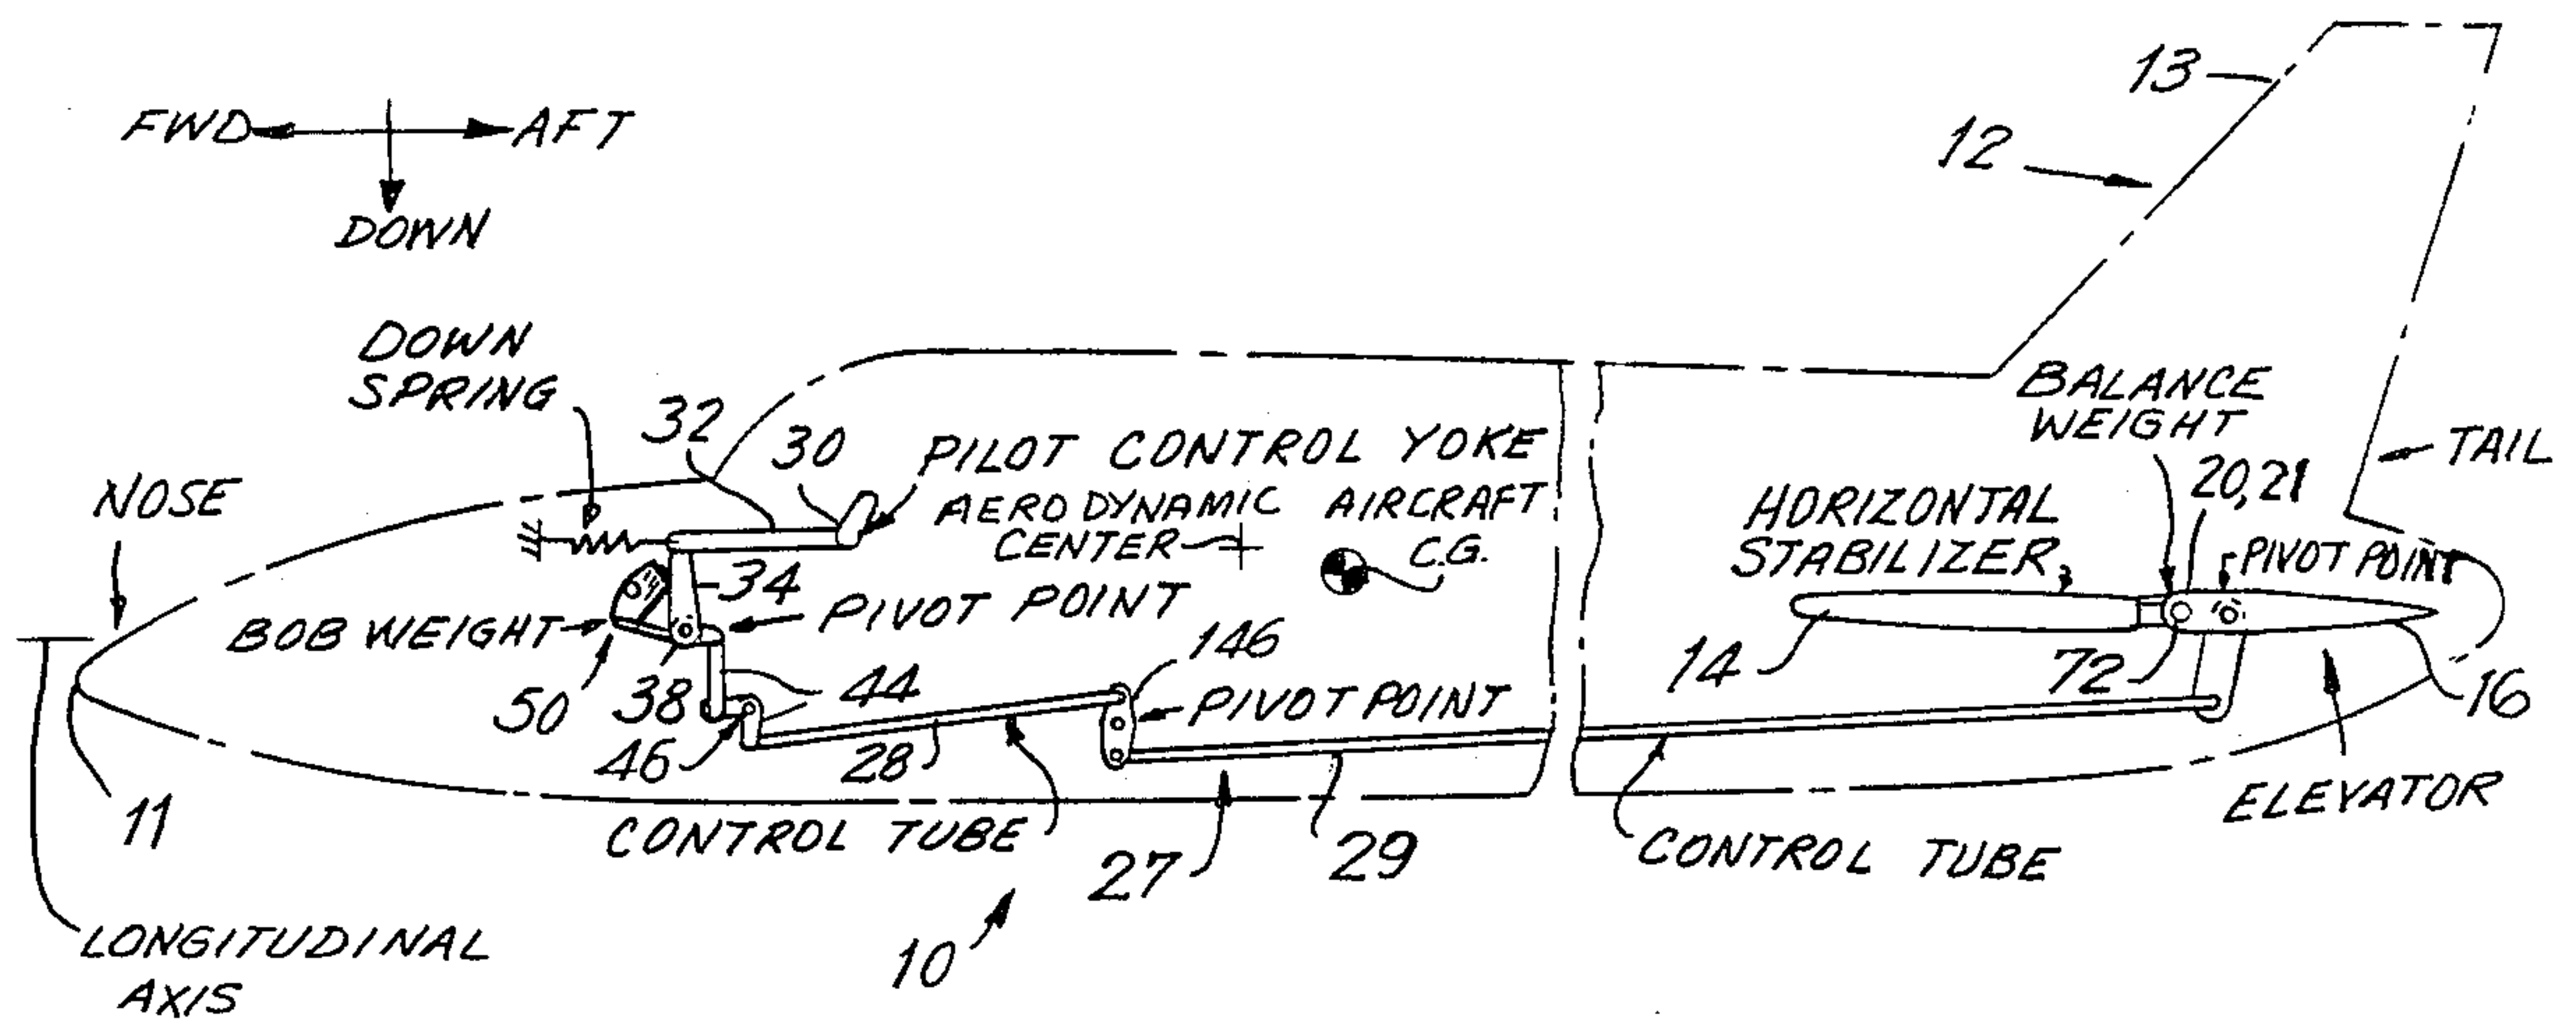 13
12
FWD
AFT
DOWN
DOWN
SPRING
32
30
PILOT CONTROL YOKE
BALANCE
WEIGHT
TAIL
20,21
NOSE
AERODYNAMIC
CENTER
AIRCRAFT
C.G.
HORIZONTAL
STABILIZER
PIVOT POINT
34
BOB WEIGHT
PIVOT POINT
146
50
38
44
PIVOT POINT
14
72
16
46
28
11
CONTROL TUBE
27
29
CONTROL TUBE
ELEVATOR
10
LONGITUDINAL
AXIS